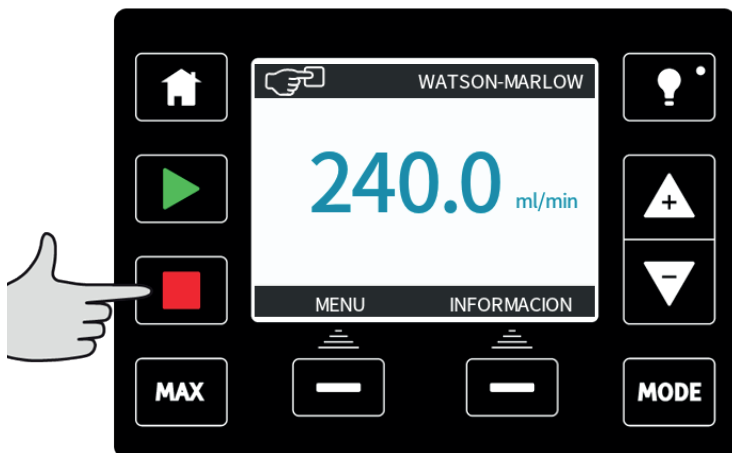 WATSON-MARLOW
240.0 ml/min
+
−
MENU INFORMACION
MAX
MODE